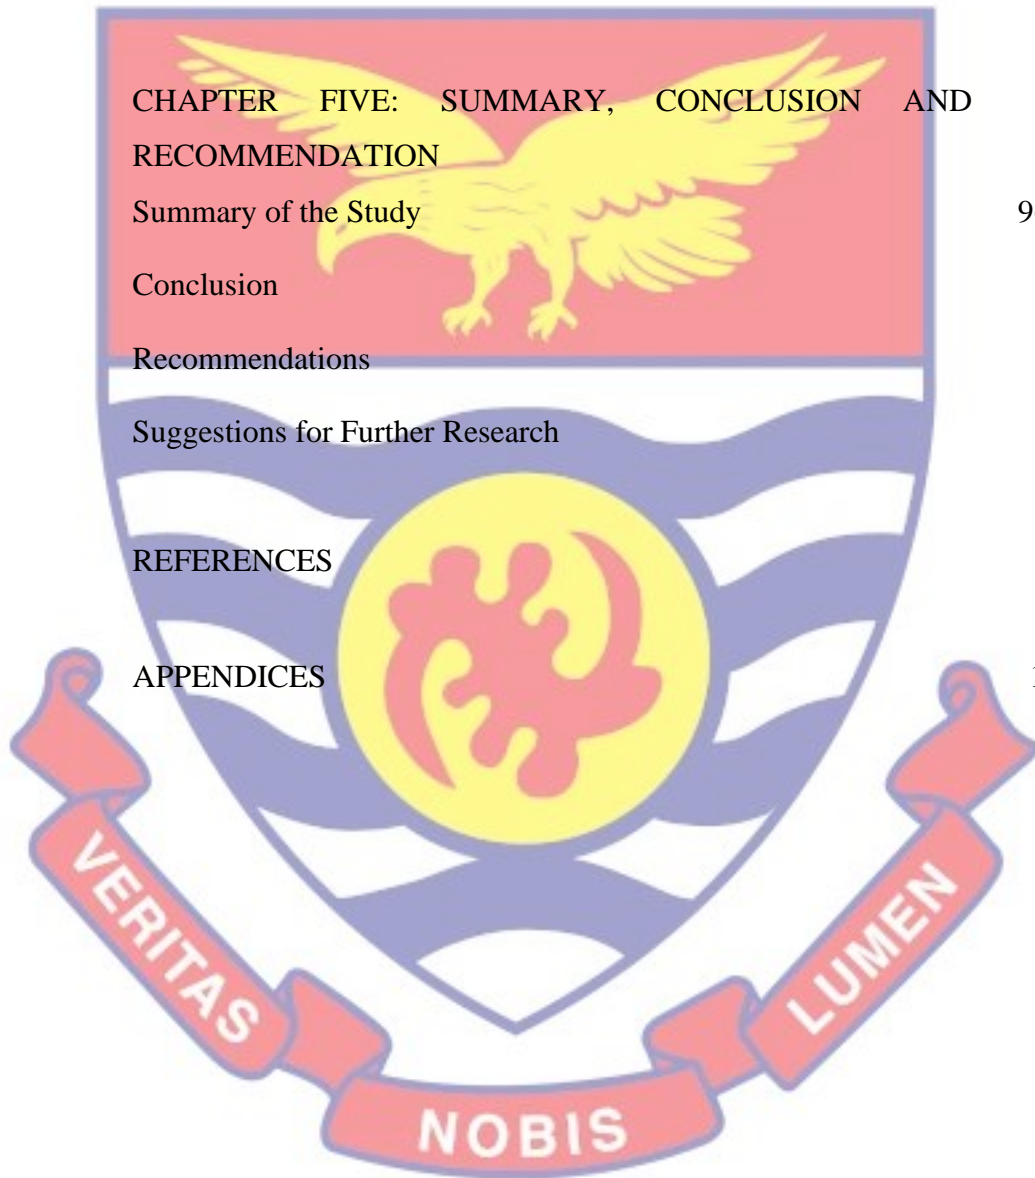 CHAPTER FIVE: SUMMARY, CONCLUSION AND
RECOMMENDATION
Summary of the Study 9
Conclusion
Recommendations
Suggestions for Further Research
REFERENCES
APPENDICES
VERITAS
NOBIS
LUMEN